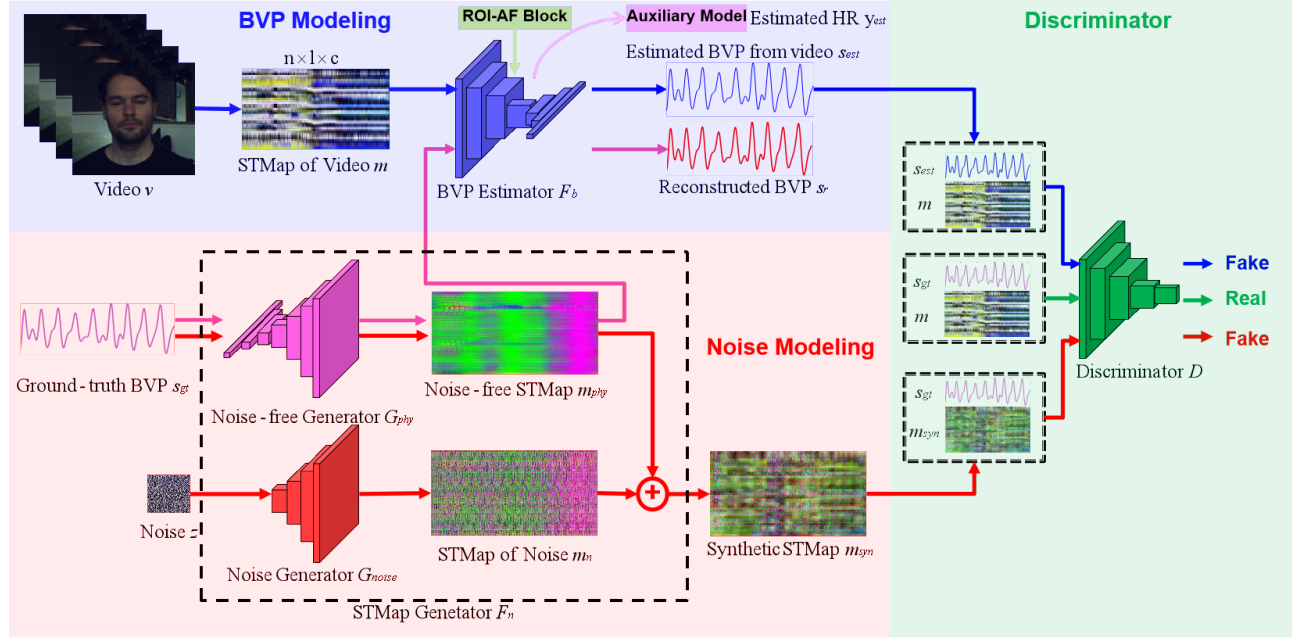 BVP Modeling
ROI-AF Block
Auxiliary Model
Estimated HR yest
Discriminator
n×l×c
Estimated BVP from video sest
STMap of Video m
Video v
BVP Estimator Fb
Reconstructed BVP sr
sest
m
sgt
m
Fake
Real
Fake
Discriminator D
sgt
msyn
Noise Modeling
Ground-truth BVP sgt
Noise-free Generator Gphy
Noise-free STMap mphy
Noise z
Noise Generator Gnoise
STMap of Noise mn
Synthetic STMap msyn
STMap Genetator Fn